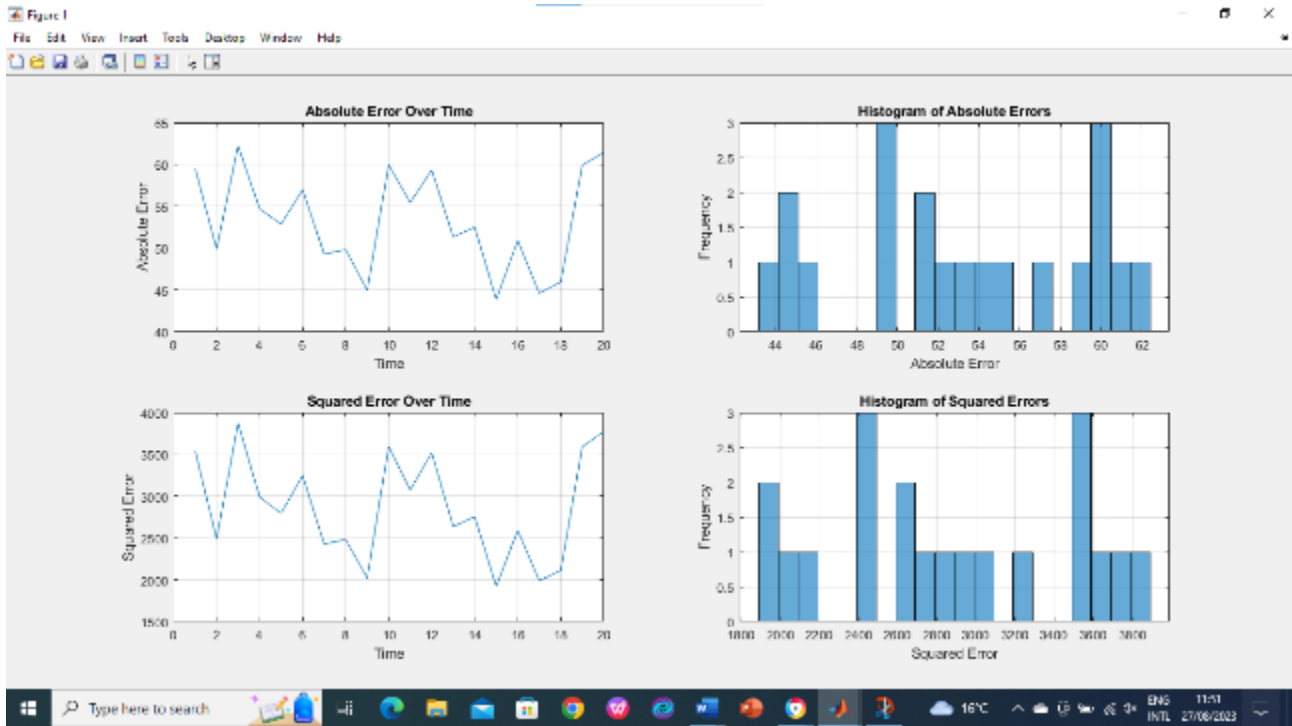 Figure 1
File Edit View Insert Tools Desktop Window Help
Absolute Error Over Time
65
60
55
50
45
40
Absolute Error
0 2 4 6 8 10 12 14 16 18 20
Time
Histogram of Absolute Errors
3
2.5
2
1.5
1
0.5
0
Frequency
44 46 48 50 52 54 56 58 60 62
Absolute Error
Squared Error Over Time
4000
3500
3000
2500
2000
1500
Squared Error
0 2 4 6 8 10 12 14 16 18 20
Time
Histogram of Squared Errors
3
2.5
2
1.5
1
0.5
0
Frequency
1800 2000 2200 2400 2600 2800 3000 3200 3400 3600 3800
Squared Error
Type here to search
16°C
ENG
INTL
11:51
27/08/2023